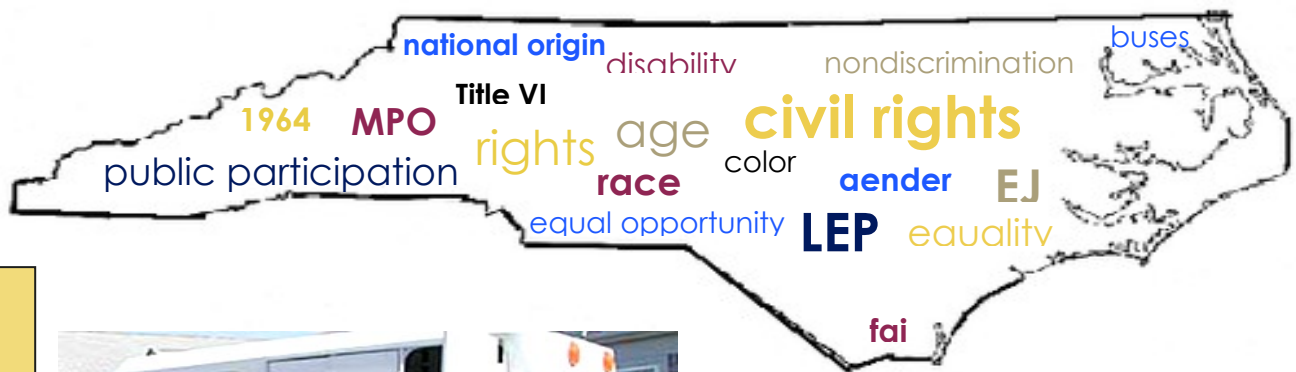 national origin
buses
disability
nondiscrimination
Title VI
1964
MPO
civil rights
rights
age
color
public participation
race
gender
EJ
equal opportunity
LEP
equality
fai